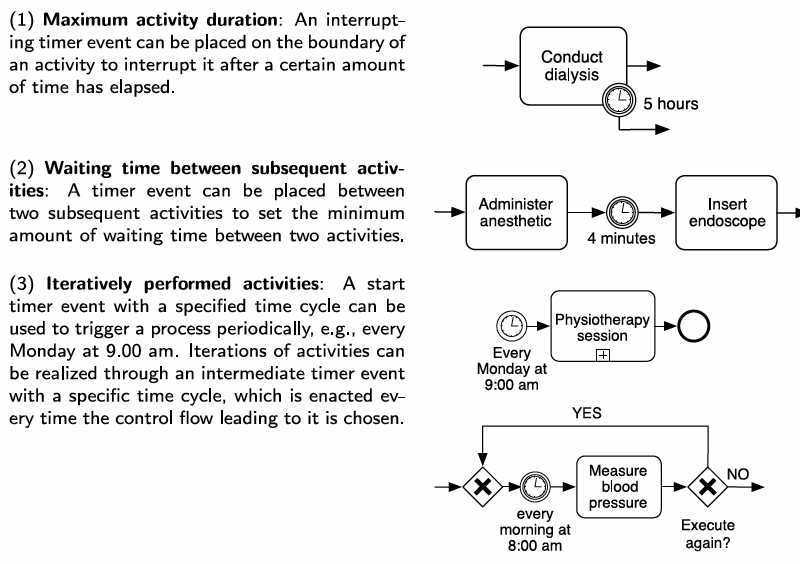 (1) Maximum activity duration: An interrupt-
ing timer event can be placed on the boundary of
an activity to interrupt it after a certain amount
of time has elapsed.
Conduct
dialysis
5 hours
(2) Waiting time between subsequent activ-
ities: A timer event can be placed between
two subsequent activities to set the minimum
amount of waiting time between two activities.
Administer
anesthetic
4 minutes
Insert
endoscope
(3) Iteratively performed activities: A start
timer event with a specified time cycle can be
used to trigger a process periodically, e.g., every
Monday at 9.00 am. Iterations of activities can
be realized through an intermediate timer event
with a specific time cycle, which is enacted ev-
ery time the control flow leading to it is chosen.
Every
Monday at
9:00 am
Physiotherapy
session
YES
every
morning at
8:00 am
Measure
blood
pressure
NO
Execute
again?